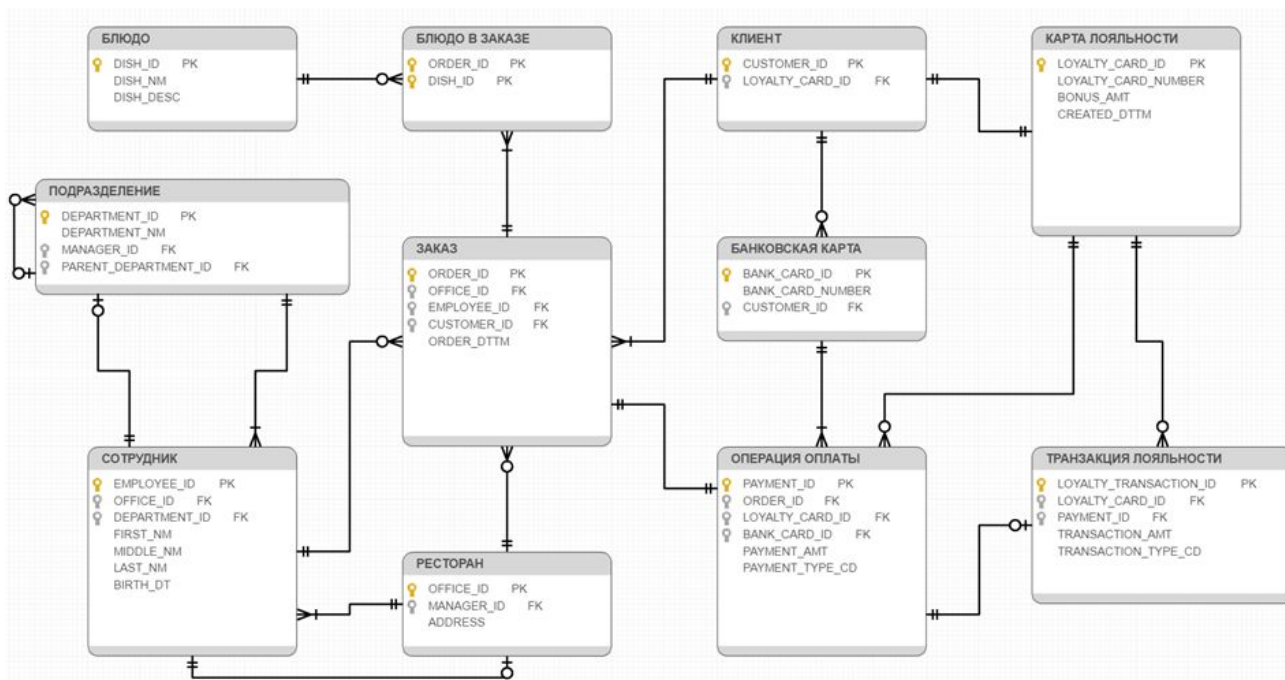 БЛЮДО
DISH_ID PK
DISH_NM
DISH_DESC
БЛЮДО В ЗАКАЗЕ
ORDER_ID PK
DISH_ID PK
КЛИЕНТ
CUSTOMER_ID PK
LOYALTY_CARD_ID FK
КАРТА ЛОЯЛЬНОСТИ
LOYALTY_CARD_ID PK
LOYALTY_CARD_NUMBER
BONUS_AMT
CREATED_DTTM
ПОДРАЗДЕЛЕНИЕ
DEPARTMENT_ID PK
DEPARTMENT_NM
MANAGER_ID FK
PARENT_DEPARTMENT_ID FK
ЗАКАЗ
ORDER_ID PK
OFFICE_ID FK
EMPLOYEE_ID FK
CUSTOMER_ID FK
ORDER_DTTM
БАНКОВСКАЯ КАРТА
BANK_CARD_ID PK
BANK_CARD_NUMBER
CUSTOMER_ID FK
СОТРУДНИК
EMPLOYEE_ID PK
OFFICE_ID FK
DEPARTMENT_ID FK
FIRST_NM
MIDDLE_NM
LAST_NM
BIRTH_DT
РЕСТОРАН
OFFICE_ID PK
MANAGER_ID FK
ADDRESS
ОПЕРАЦИЯ ОПЛАТЫ
PAYMENT_ID PK
ORDER_ID FK
LOYALTY_CARD_ID FK
BANK_CARD_ID FK
PAYMENT_AMT
PAYMENT_TYPE_CD
ТРАНЗАКЦИЯ ЛОЯЛЬНОСТИ
LOYALTY_TRANSACTION_ID PK
LOYALTY_CARD_ID FK
PAYMENT_ID FK
TRANSACTION_AMT
TRANSACTION_TYPE_CD